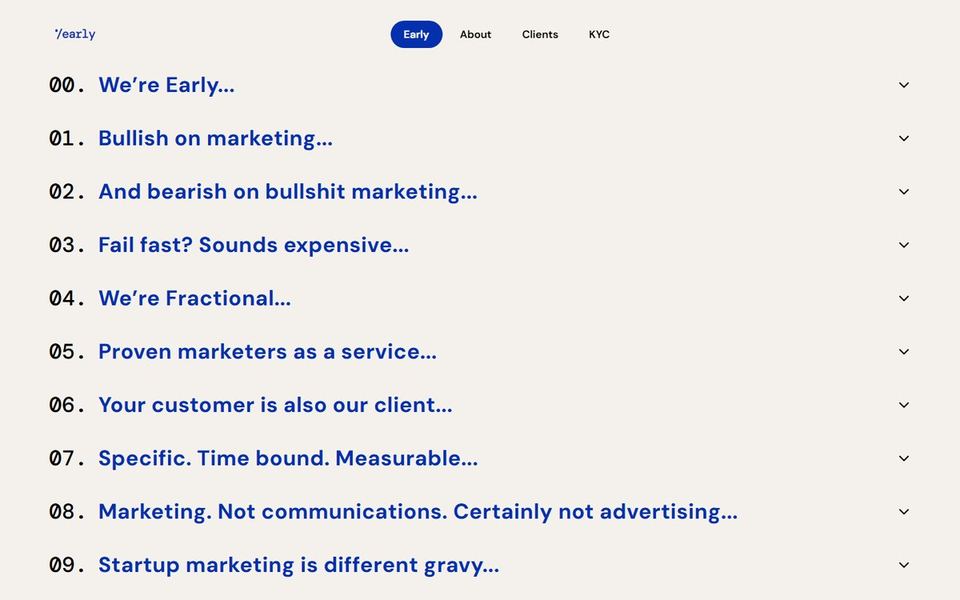 */early
Early About Clients KYC
00. We’re Early...
01. Bullish on marketing...
02. And bearish on bullshit marketing...
03. Fail fast? Sounds expensive...
04. We’re Fractional...
05. Proven marketers as a service...
06. Your customer is also our client...
07. Specific. Time bound. Measurable...
08. Marketing. Not communications. Certainly not advertising...
09. Startup marketing is different gravy...